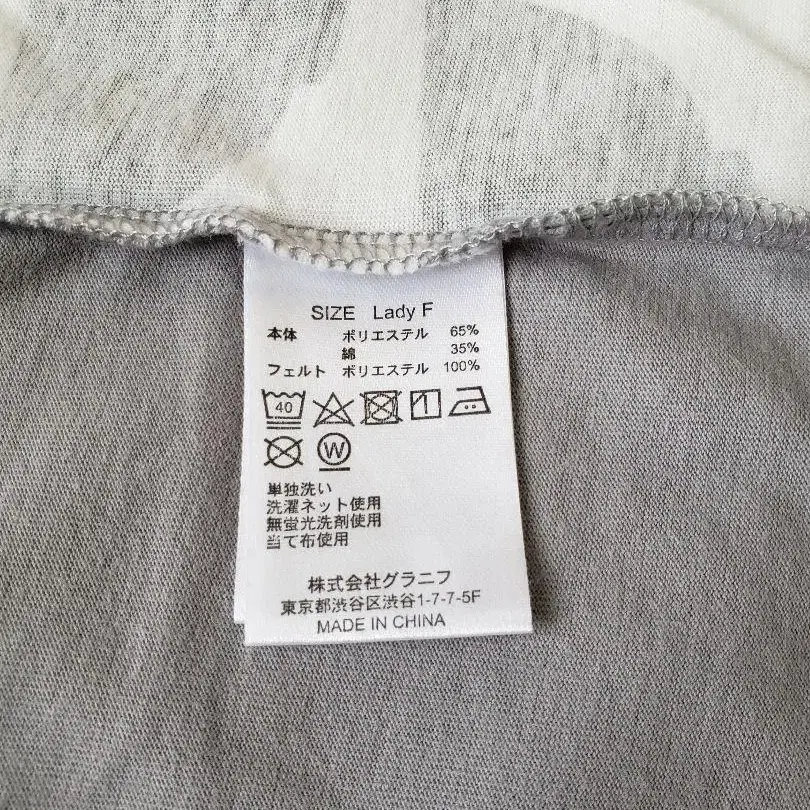 SIZE Lady F
本体 ポリエステル 65%
綿 35%
フェルト ポリエステル 100%
40
W
単独洗い
洗濯ネット使用
無蛍光洗剤使用
当て布使用
株式会社グラニフ
東京都渋谷区渋谷1-7-7-5F
MADE IN CHINA